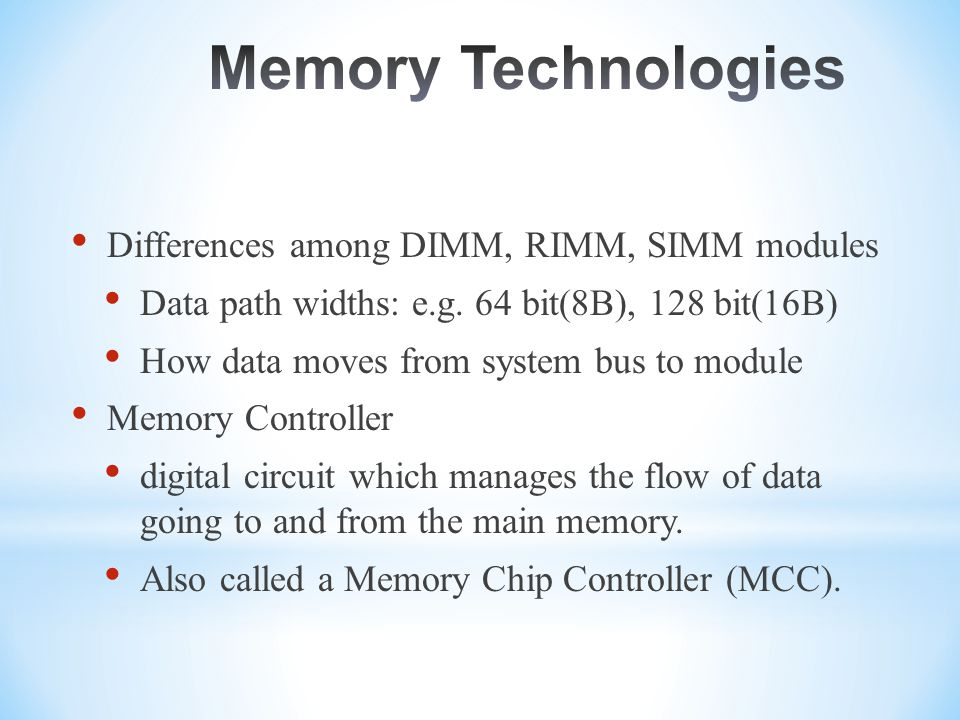 Memory Technologies
• Differences among DIMM, RIMM, SIMM modules
• Data path widths: e.g. 64 bit(8B), 128 bit(16B)
• How data moves from system bus to module
• Memory Controller
• digital circuit which manages the flow of data
going to and from the main memory.
• Also called a Memory Chip Controller (MCC).